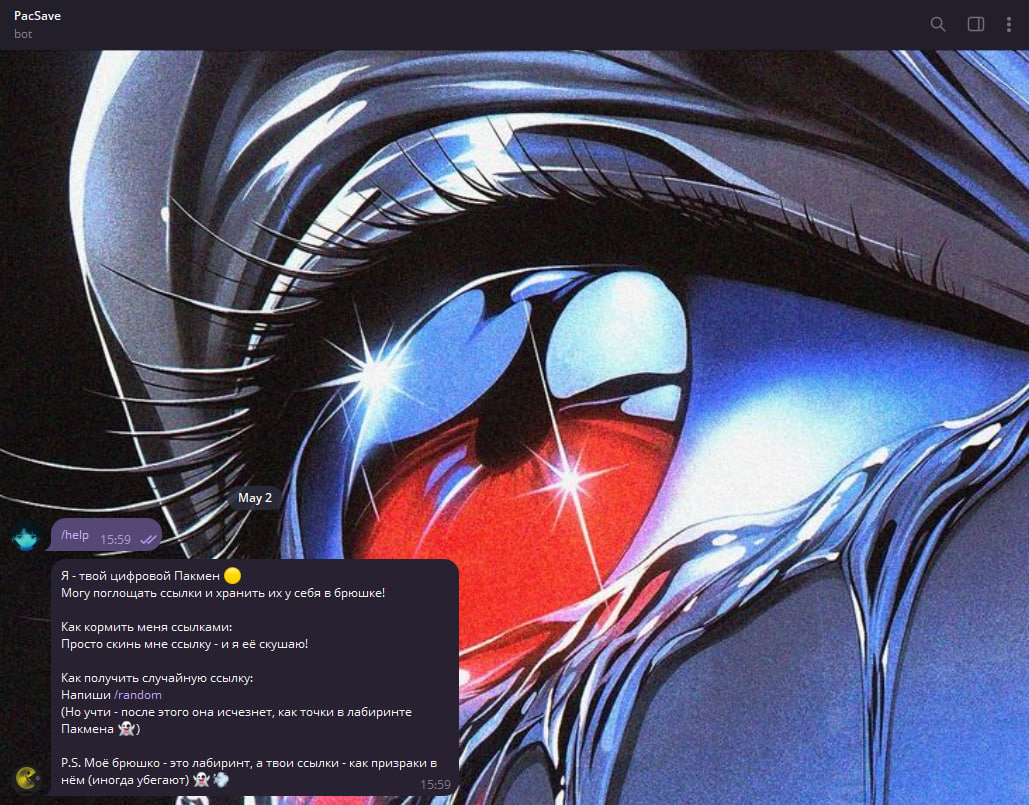 PacSave
bot
May 2
/help 15:59
Я - твой цифровой Пакмен 🟡
Могу поглощать ссылки и хранить их у себя в брюшке!
Как кормить меня ссылками:
Просто скинь мне ссылку - и я её скушаю!
Как получить случайную ссылку:
Напиши /random
(Но учти - после этого она исчезнет, как точки в лабиринте
Пакмена 👻)
P.S. Моё брюшко - это лабиринт, а твои ссылки - как призраки в
нём (иногда убегают) 👻💨 15:59